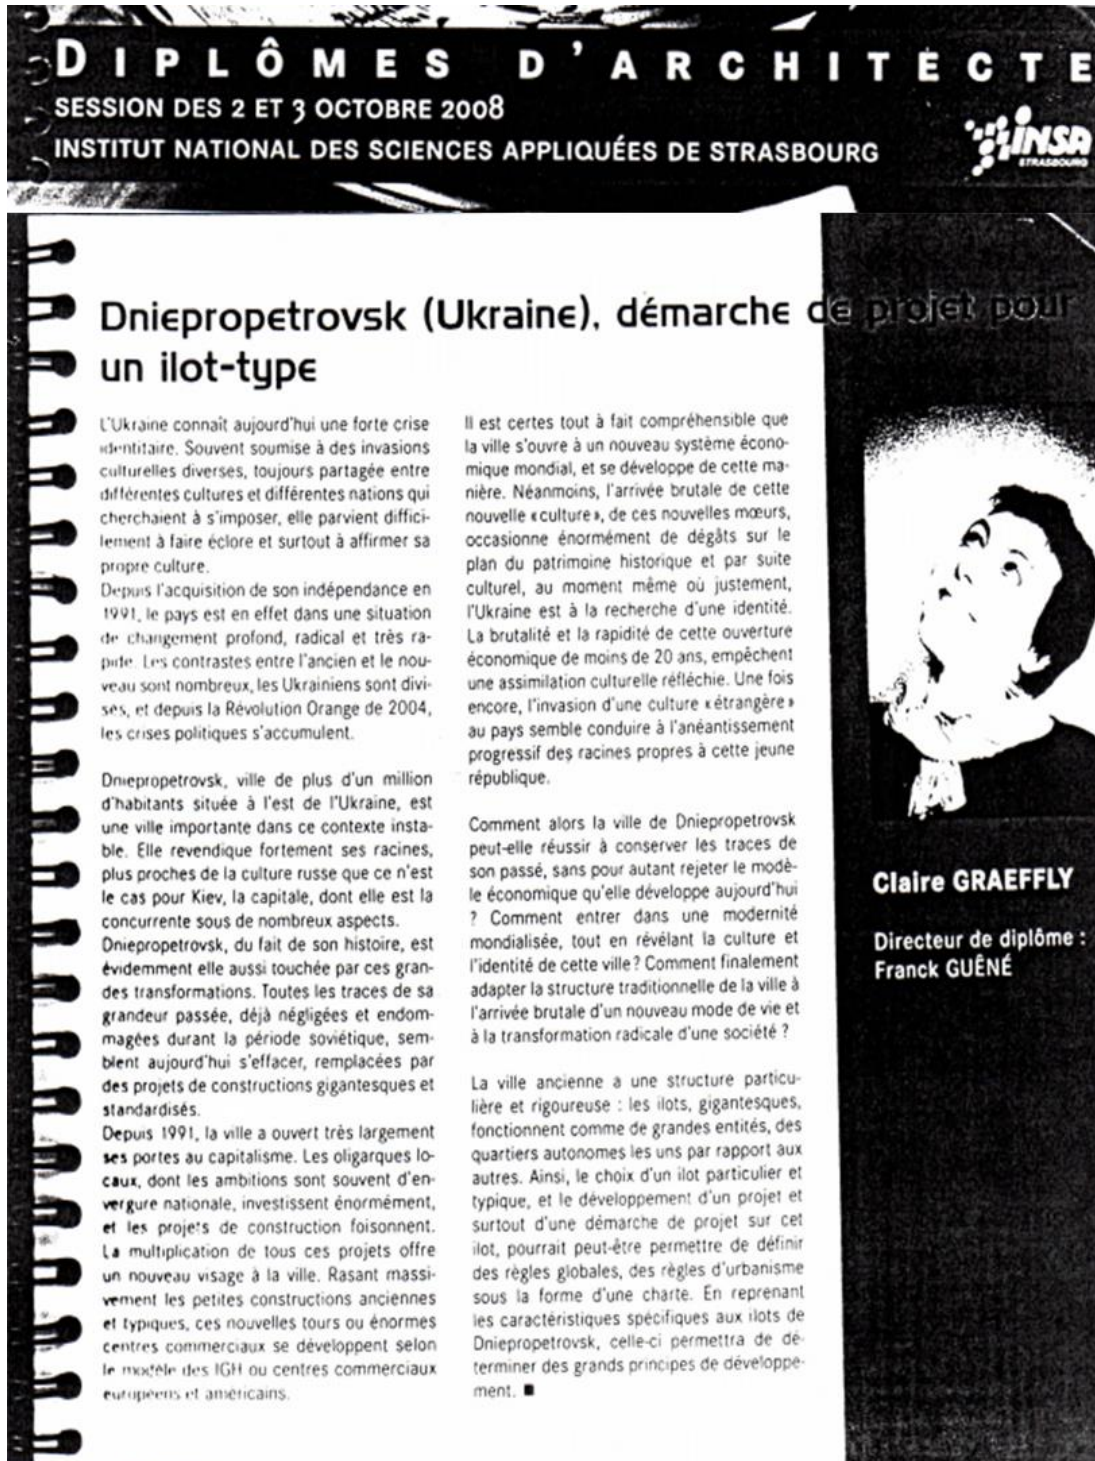 DIPLÔMES D'ARCHITECTE
SESSION DES 2 ET 3 OCTOBRE 2008
INSTITUT NATIONAL DES SCIENCES APPLIQUÉES DE STRASBOURG
INSA
STRASBOURG
Dniepropetrovsk (Ukraine), démarche de projet pour
un ilot-type
L'Ukraine connaît aujourd'hui une forte crise
identitaire. Souvent soumise à des invasions
culturelles diverses, toujours partagée entre
différentes cultures et différentes nations qui
cherchaient à s'imposer, elle parvient diffici-
lement à faire éclore et surtout à affirmer sa
propre culture.
Depuis l'acquisition de son indépendance en
1991, le pays est en effet dans une situation
de changement profond, radical et très ra-
pide. Les contrastes entre l'ancien et le nou-
veau sont nombreux, les Ukrainiens sont divi-
sés, et depuis la Révolution Orange de 2004,
les crises politiques s'accumulent.
Dniepropetrovsk, ville de plus d'un million
d'habitants située à l'est de l'Ukraine, est
une ville importante dans ce contexte insta-
ble. Elle revendique fortement ses racines,
plus proches de la culture russe que ce n'est
le cas pour Kiev, la capitale, dont elle est la
concurrente sous de nombreux aspects.
Dniepropetrovsk, du fait de son histoire, est
évidemment elle aussi touchée par ces gran-
des transformations. Toutes les traces de sa
grandeur passée, déjà négligées et endom-
magées durant la période soviétique, sem-
blent aujourd'hui s'effacer, remplacées par
des projets de constructions gigantesques et
standardisés.
Depuis 1991, la ville a ouvert très largement
ses portes au capitalisme. Les oligarques lo-
caux, dont les ambitions sont souvent d'en-
vergure nationale, investissent énormément,
et les projets de construction foisonnent.
La multiplication de tous ces projets offre
un nouveau visage à la ville. Rasant massi-
vement les petites constructions anciennes
et typiques, ces nouvelles tours ou énormes
centres commerciaux se développent selon
le modèle des IGH ou centres commerciaux
européens et américains.
Il est certes tout à fait compréhensible que
la ville s'ouvre à un nouveau système écono-
mique mondial, et se développe de cette ma-
nière. Néanmoins, l'arrivée brutale de cette
nouvelle « culture », de ces nouvelles mœurs,
occasionne énormément de dégâts sur le
plan du patrimoine historique et par suite
culturel, au moment même où justement,
l'Ukraine est à la recherche d'une identité.
La brutalité et la rapidité de cette ouverture
économique de moins de 20 ans, empêchent
une assimilation culturelle réfléchie. Une fois
encore, l'invasion d'une culture « étrangère »
au pays semble conduire à l'anéantissement
progressif des racines propres à cette jeune
république.
Comment alors la ville de Dniepropetrovsk
peut-elle réussir à conserver les traces de
son passé, sans pour autant rejeter le modè-
le économique qu'elle développe aujourd'hui
? Comment entrer dans une modernité
mondialisée, tout en révélant la culture et
l'identité de cette ville ? Comment finalement
adapter la structure traditionnelle de la ville à
l'arrivée brutale d'un nouveau mode de vie et
à la transformation radicale d'une société ?
La ville ancienne a une structure particu-
lière et rigoureuse : les ilots, gigantesques,
fonctionnent comme de grandes entités, des
quartiers autonomes les uns par rapport aux
autres. Ainsi, le choix d'un ilot particulier et
typique, et le développement d'un projet et
surtout d'une démarche de projet sur cet
ilot, pourrait peut-être permettre de définir
des règles globales, des règles d'urbanisme
sous la forme d'une charte. En reprenant
les caractéristiques spécifiques aux ilots de
Dniepropetrovsk, celle-ci permettra de dé-
terminer des grands principes de développe-
ment. ■
Claire GRAEFFLY
Directeur de diplôme :
Franck GUÊNÉ